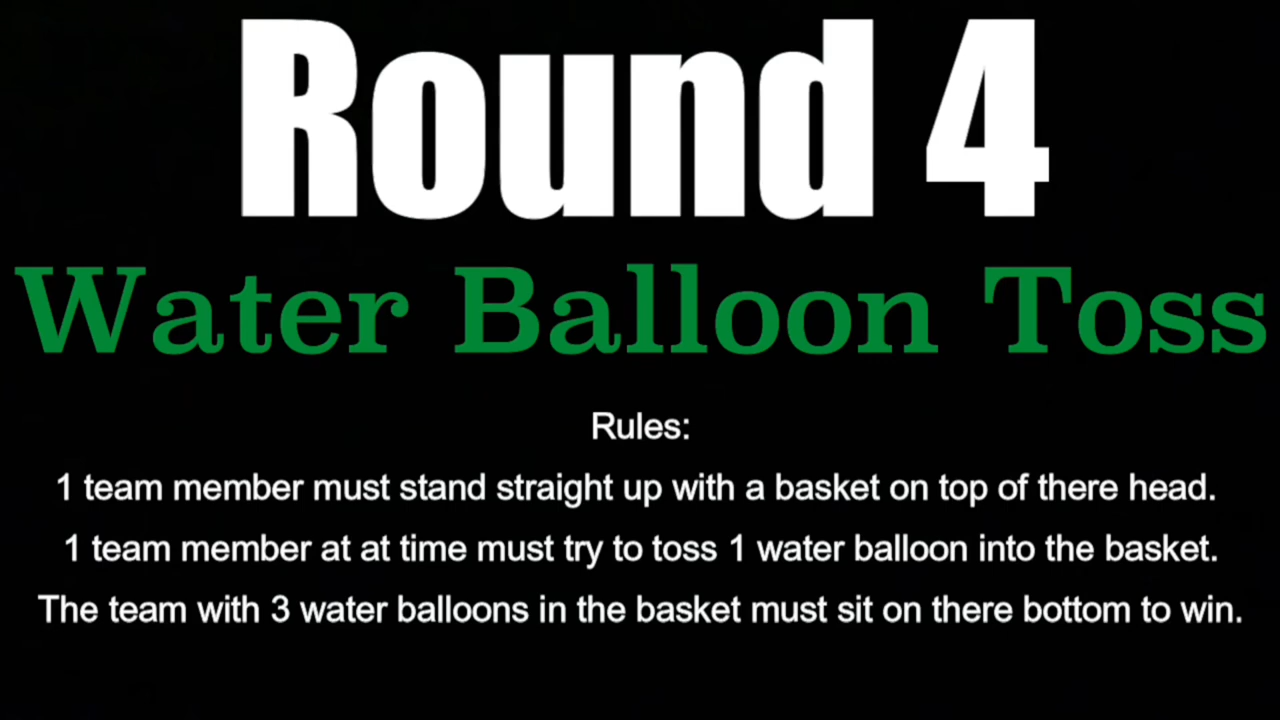 Round 4
Water Balloon Toss
Rules:
1 team member must stand straight up with a basket on top of there head.
1 team member at at time must try to toss 1 water balloon into the basket.
The team with 3 water balloons in the basket must sit on there bottom to win.